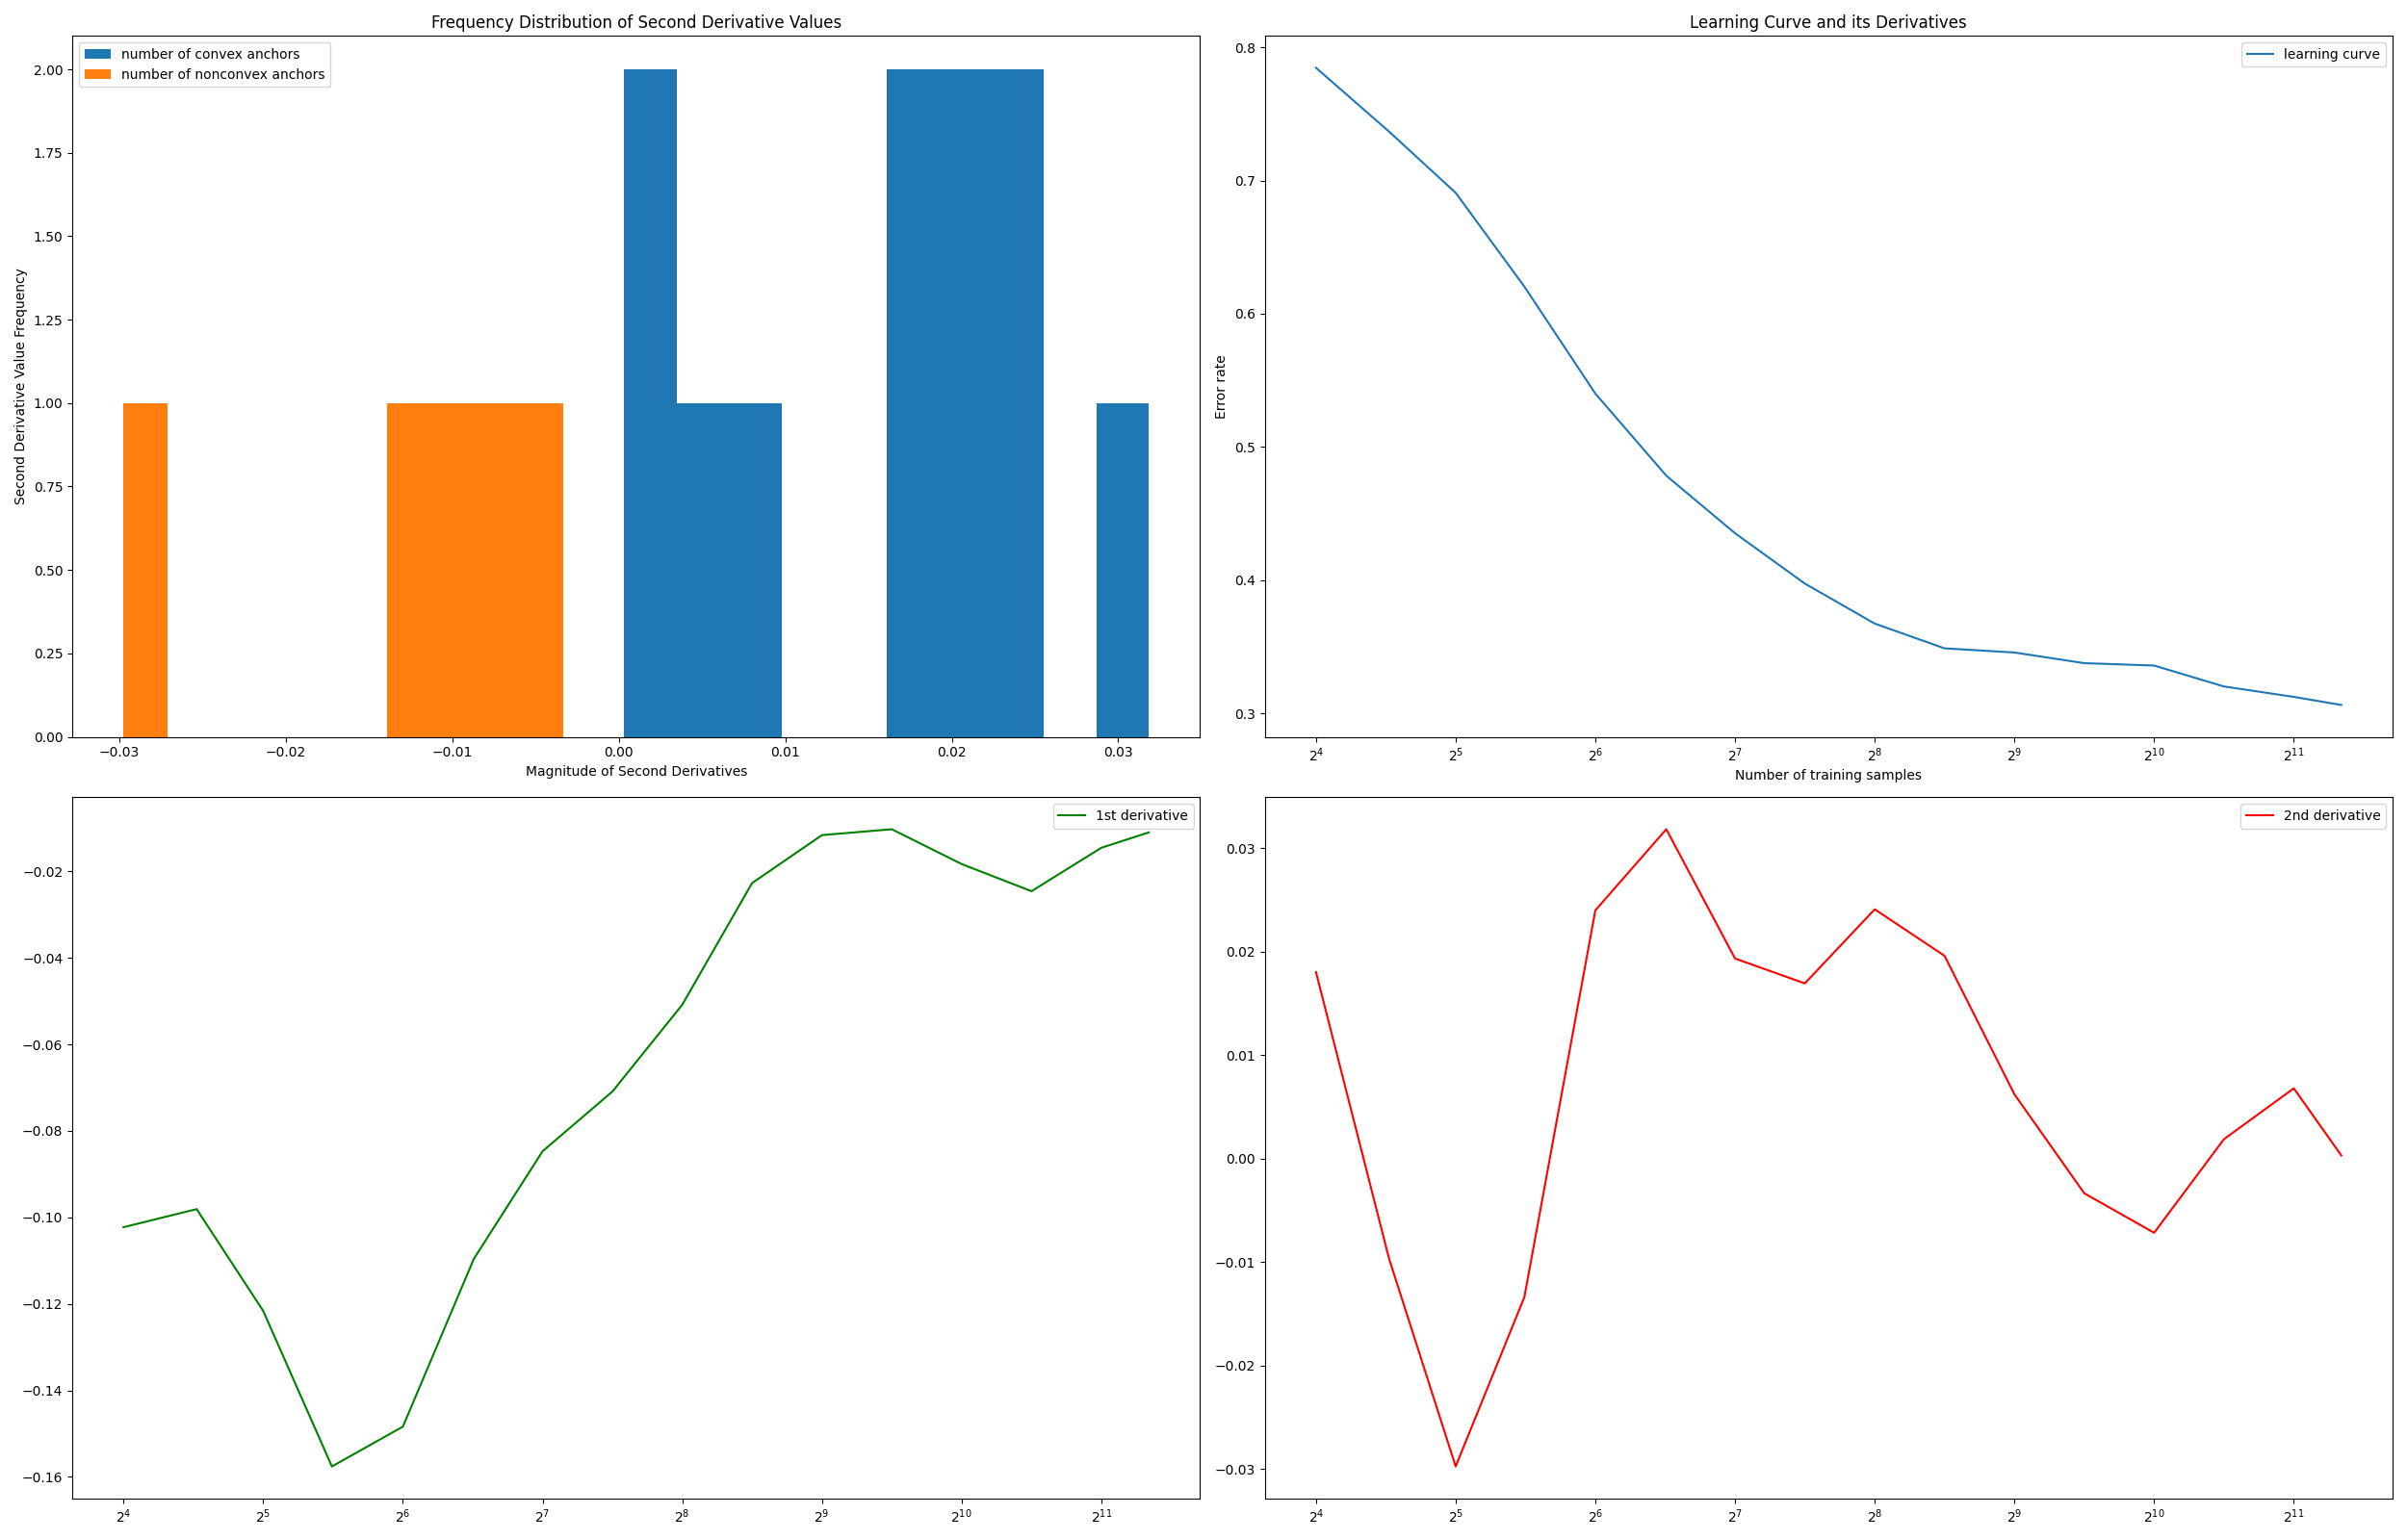 Frequency Distribution of Second Derivative Values
number of convex anchors
number of nonconvex anchors
2.00
1.75
1.50
1.25
1.00
0.75
0.50
0.25
0.00
Second Derivative Value Frequency
−0.03 −0.02 −0.01 0.00 0.01 0.02 0.03
Magnitude of Second Derivatives
Learning Curve and its Derivatives
learning curve
0.8
0.7
0.6
0.5
0.4
0.3
Error rate
2⁴ 2⁵ 2⁶ 2⁷ 2⁸ 2⁹ 2¹⁰ 2¹¹
Number of training samples
1st derivative
−0.02
−0.04
−0.06
−0.08
−0.10
−0.12
−0.14
−0.16
2⁴ 2⁵ 2⁶ 2⁷ 2⁸ 2⁹ 2¹⁰ 2¹¹
2nd derivative
0.03
0.02
0.01
0.00
−0.01
−0.02
−0.03
2⁴ 2⁵ 2⁶ 2⁷ 2⁸ 2⁹ 2¹⁰ 2¹¹